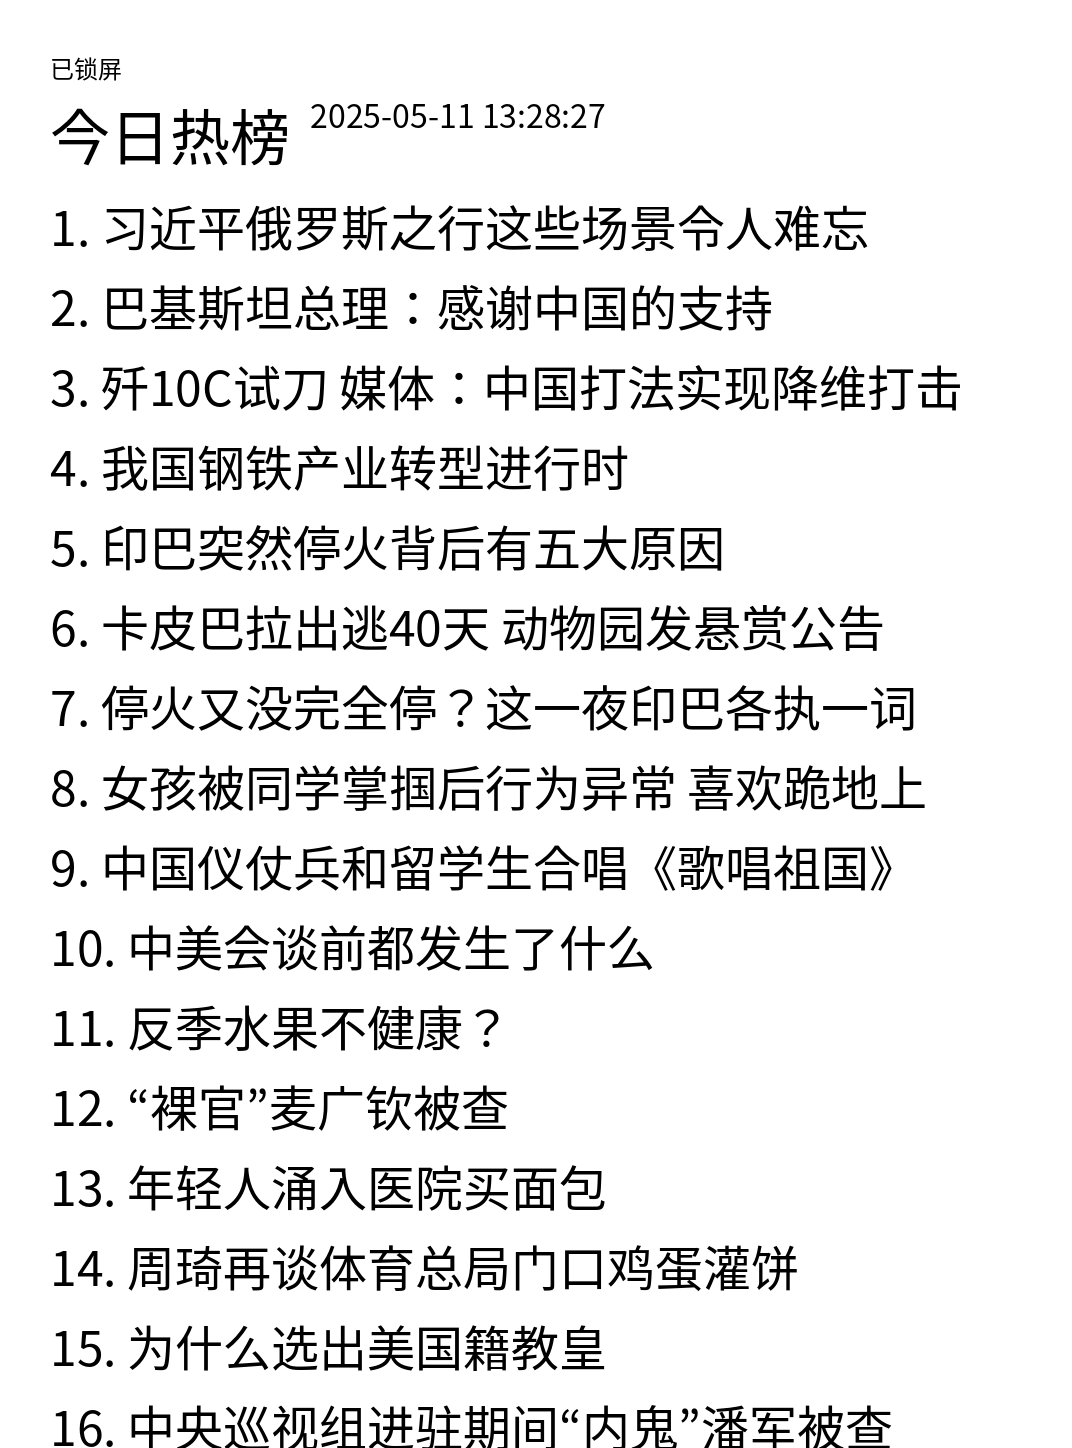 已锁屏
今日热榜 2025-05-11 13:28:27
1. 习近平俄罗斯之行这些场景令人难忘
2. 巴基斯坦总理：感谢中国的支持
3. 歼10C试刀 媒体：中国打法实现降维打击
4. 我国钢铁产业转型进行时
5. 印巴突然停火背后有五大原因
6. 卡皮巴拉出逃40天 动物园发悬赏公告
7. 停火又没完全停？这一夜印巴各执一词
8. 女孩被同学掌掴后行为异常 喜欢跪地上
9. 中国仪仗兵和留学生合唱《歌唱祖国》
10. 中美会谈前都发生了什么
11. 反季水果不健康？
12. “裸官”麦广钦被查
13. 年轻人涌入医院买面包
14. 周琦再谈体育总局门口鸡蛋灌饼
15. 为什么选出美国籍教皇
16. 中央巡视组进驻期间“内鬼”潘军被查